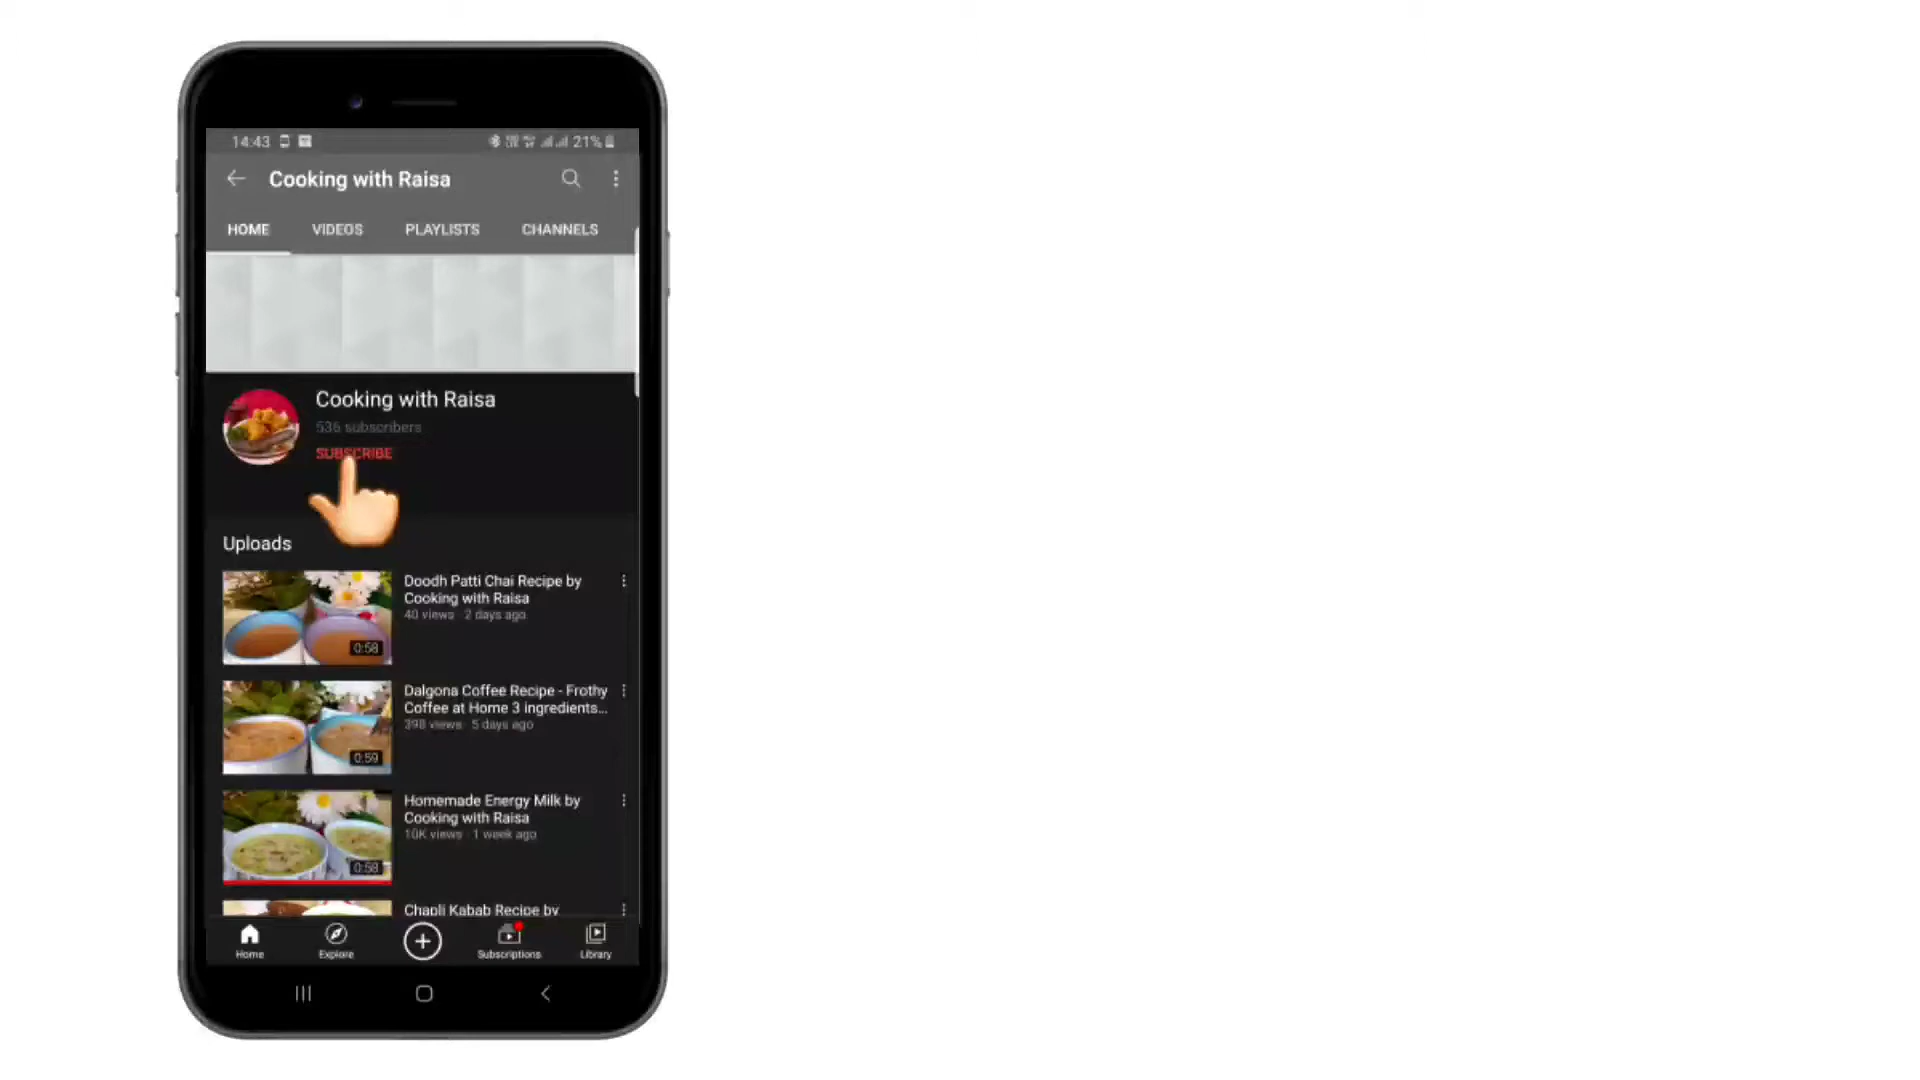 14:43
21%
Cooking with Raisa
HOME VIDEOS PLAYLISTS CHANNELS
Cooking with Raisa
536 subscribers
SUBSCRIBE
Uploads
Doodh Patti Chai Recipe by
Cooking with Raisa
40 views · 2 days ago
0:58
Dalgona Coffee Recipe - Frothy
Coffee at Home 3 ingredients...
398 views · 5 days ago
0:59
Homemade Energy Milk by
Cooking with Raisa
10K views · 1 week ago
0:58
Chapli Kabab Recipe by
Home Explore Subscriptions Library